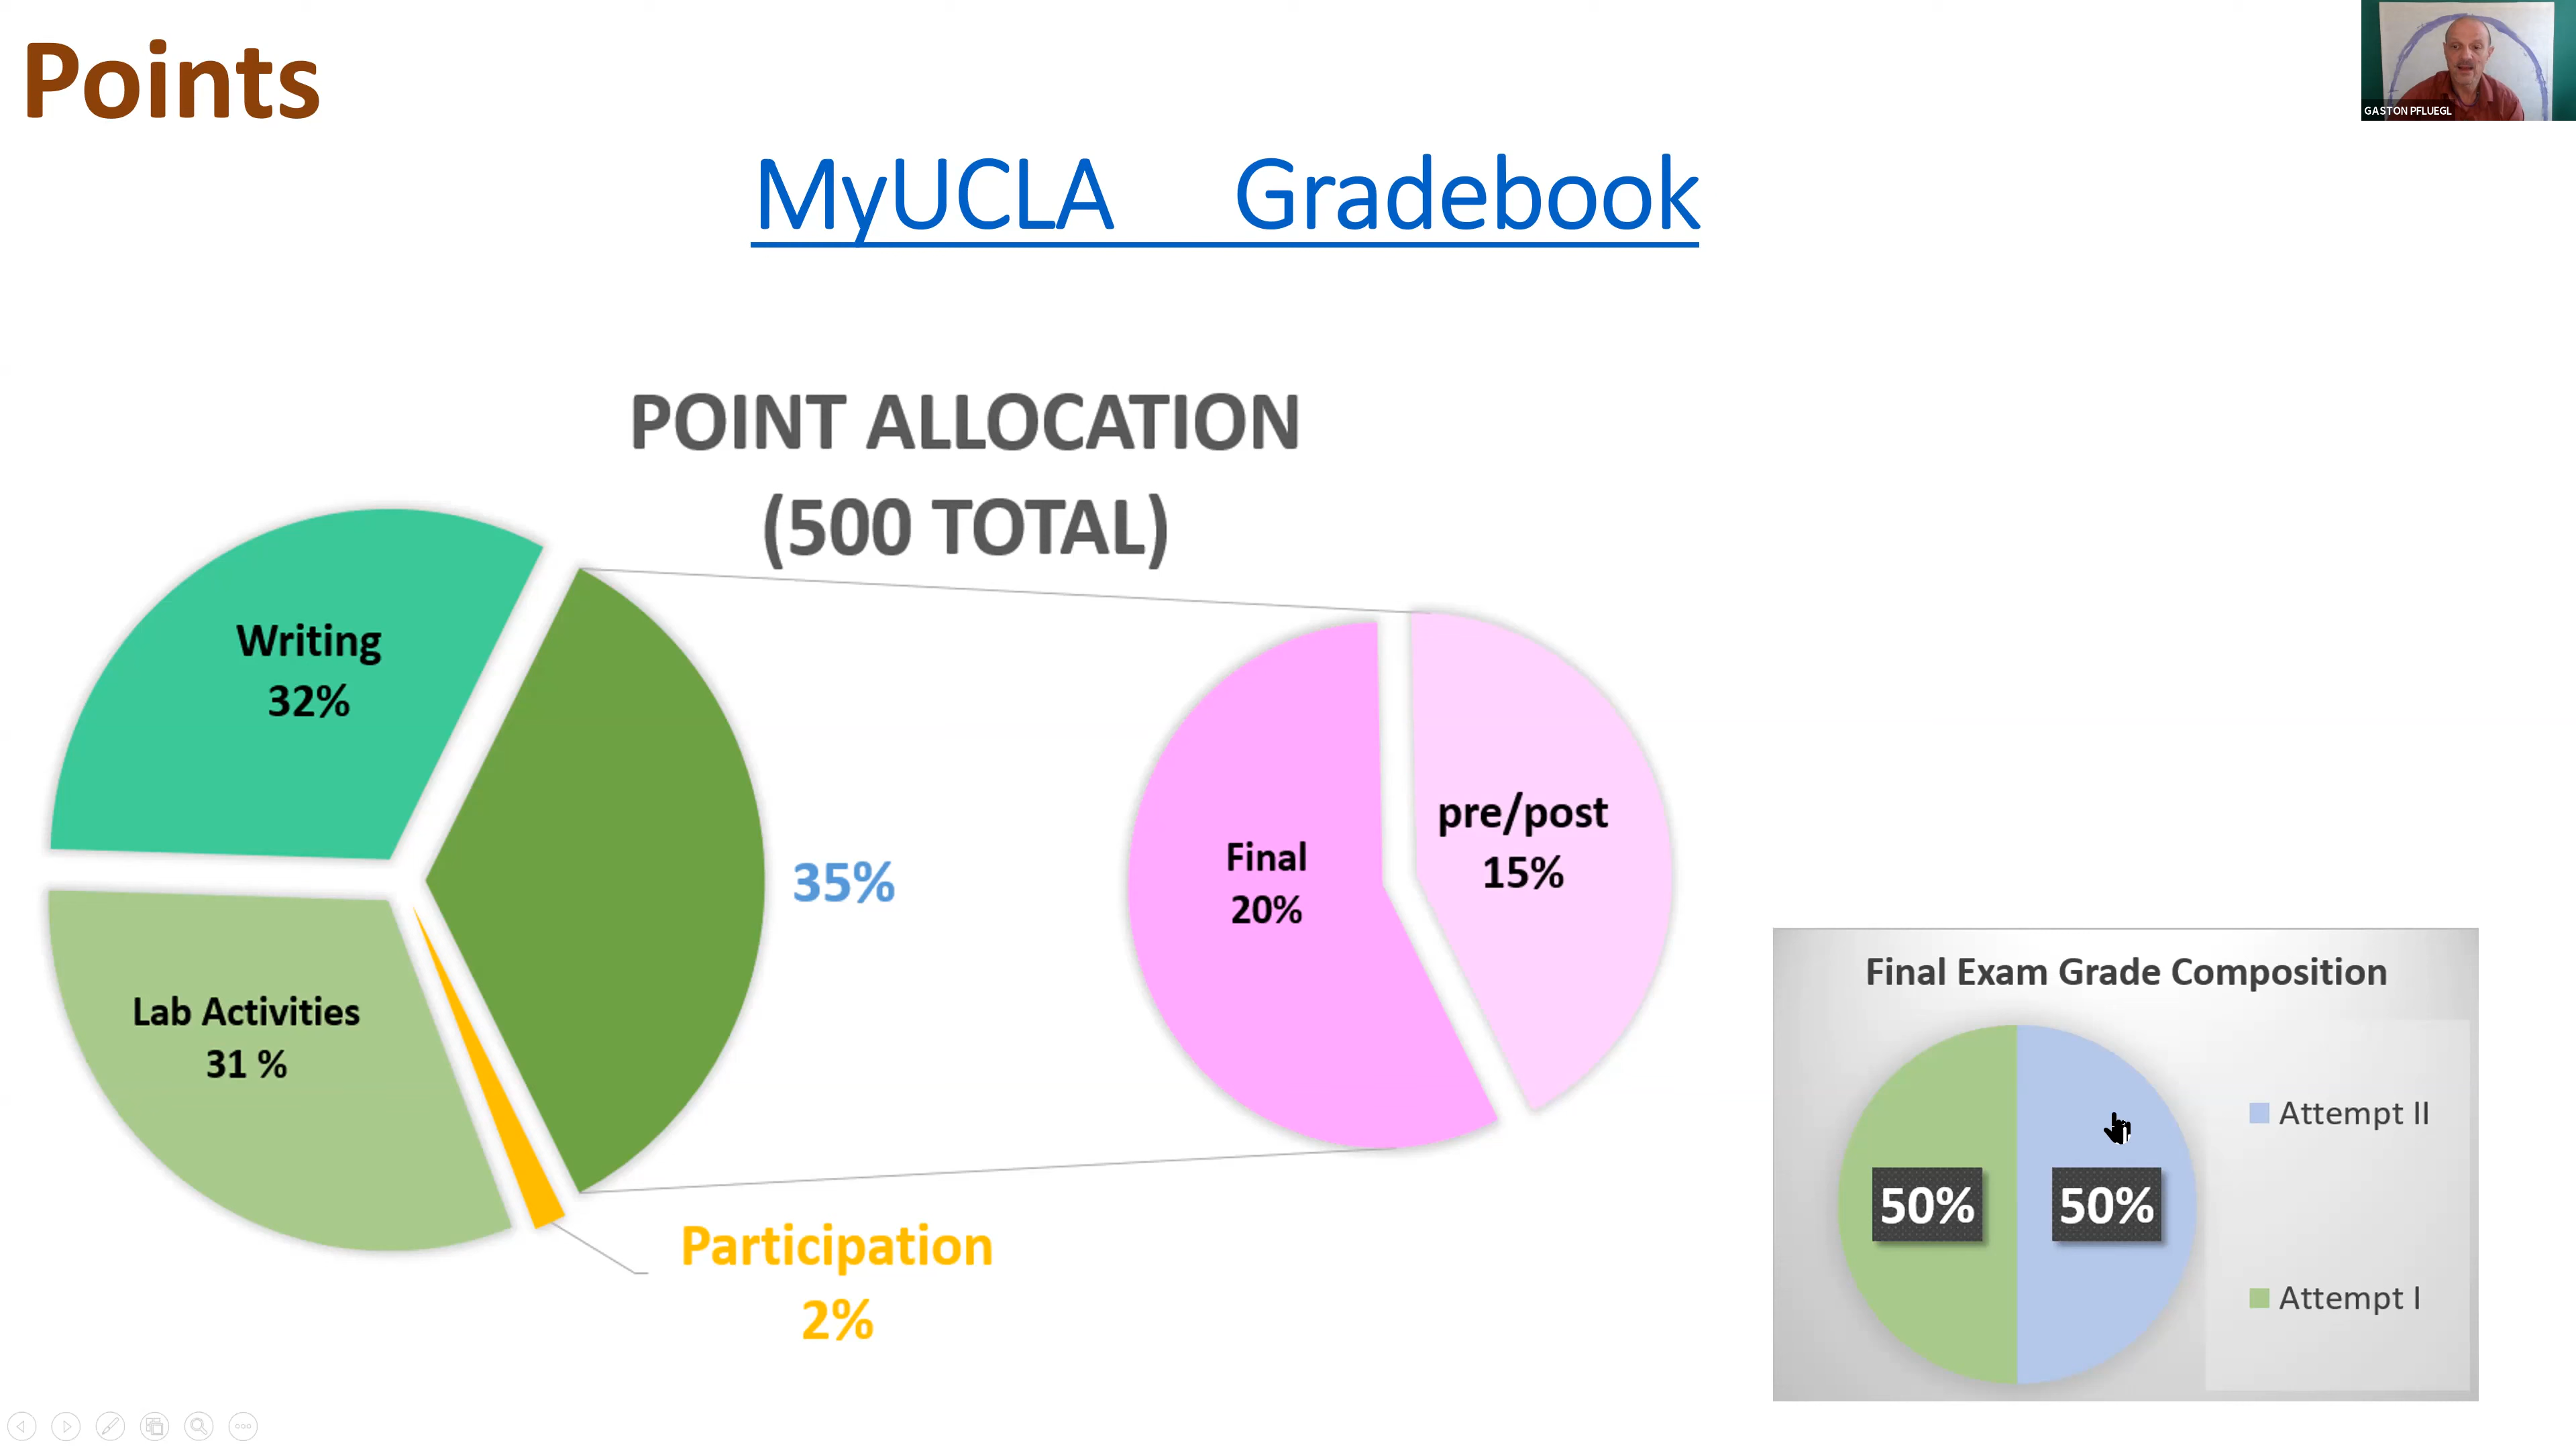 Points
GASTON PFLUEGL
MyUCLA Gradebook
POINT ALLOCATION
(500 TOTAL)
Writing
32%
35%
Lab Activities
31 %
Participation
2%
Final
20%
pre/post
15%
Final Exam Grade Composition
50%
50%
Attempt II
Attempt I